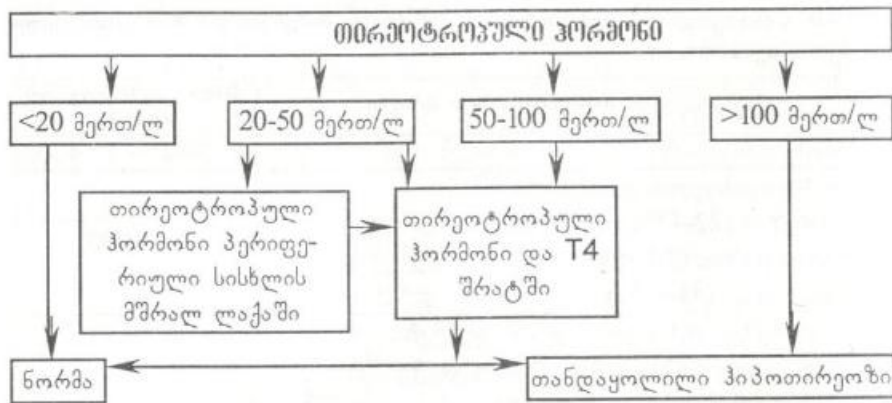 თირეოტროპული ჰორმონი
<20 მერთ/ლ
20-50 მერთ/ლ
50-100 მერთ/ლ
>100 მერთ/ლ
თირეოტროპული
ჰორმონი პერიფე-
რიული სისხლის
მშრალ ლაქაში
თირეოტროპული
ჰორმონი და T4
შრატში
ნორმა
თანდაყოლილი ჰიპოთირეოზი